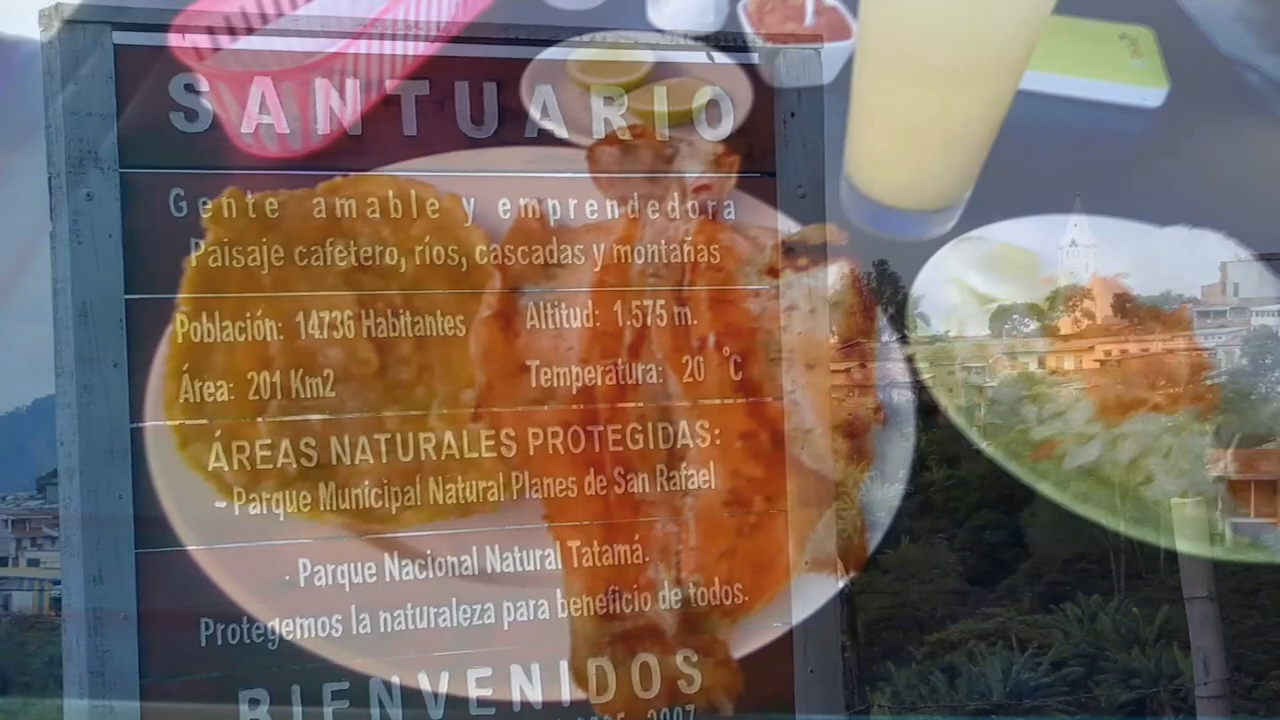 SANTUARIO
Gente amable y emprendedora
Paisaje cafetero, ríos, cascadas y montañas
Población: 14736 Habitantes Altitud: 1.575 m.
Área: 201 Km2 Temperatura: 20 °C
ÁREAS NATURALES PROTEGIDAS:
- Parque Municipal Natural Planes de San Rafael
· Parque Nacional Natural Tatamá.
Protegemos la naturaleza para beneficio de todos.
BIENVENIDOS
2007